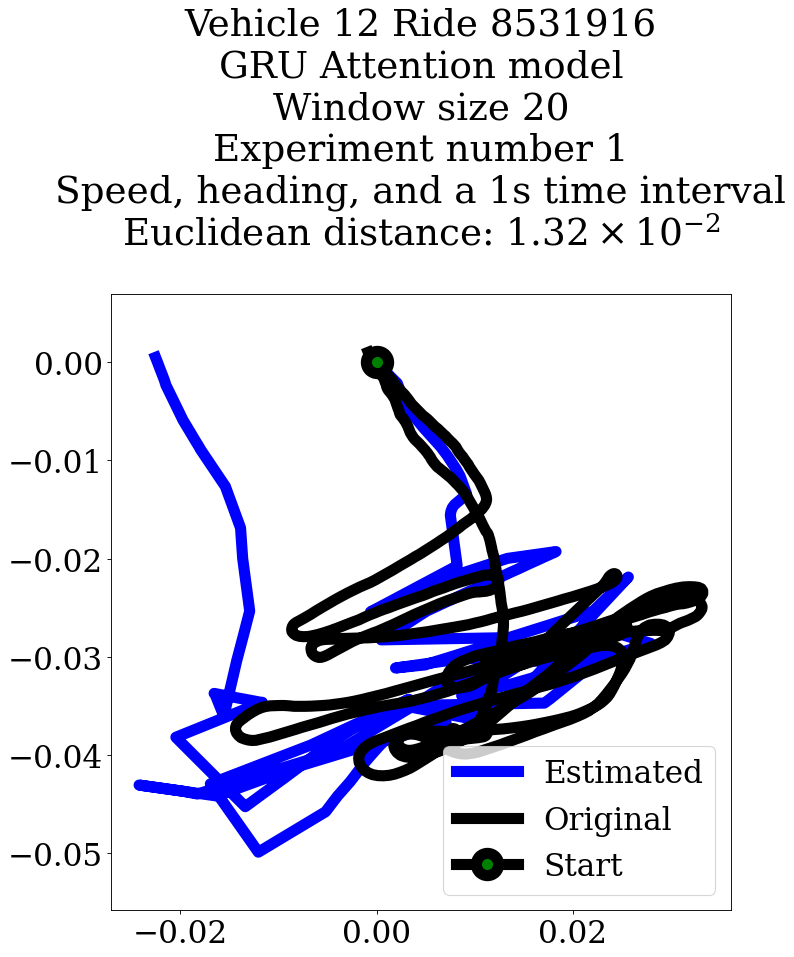 Vehicle 12 Ride 8531916
GRU Attention model
Window size 20
Experiment number 1
Speed, heading, and a 1s time interval
Euclidean distance: 1.32 × 10⁻²
0.00
−0.01
−0.02
−0.03
−0.04
−0.05
−0.02
0.00
0.02
Estimated
Original
Start